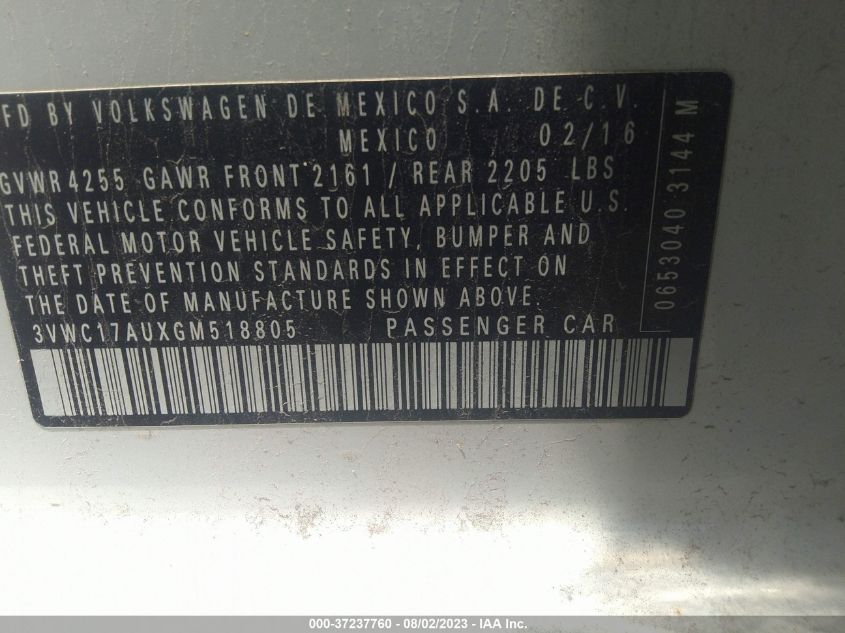 FD BY VOLKSWAGEN DE MEXICO S.A. DE C.V.
MEXICO 02/16
GVWR 4255 GAWR FRONT 2161 / REAR 2205 LBS
THIS VEHICLE CONFORMS TO ALL APPLICABLE U.S.
FEDERAL MOTOR VEHICLE SAFETY, BUMPER AND
THEFT PREVENTION STANDARDS IN EFFECT ON
THE DATE OF MANUFACTURE SHOWN ABOVE.
3VWC17AUXGM518805 PASSENGER CAR
0653040 3144 M
000-37237760 - 08/02/2023 - IAA Inc.